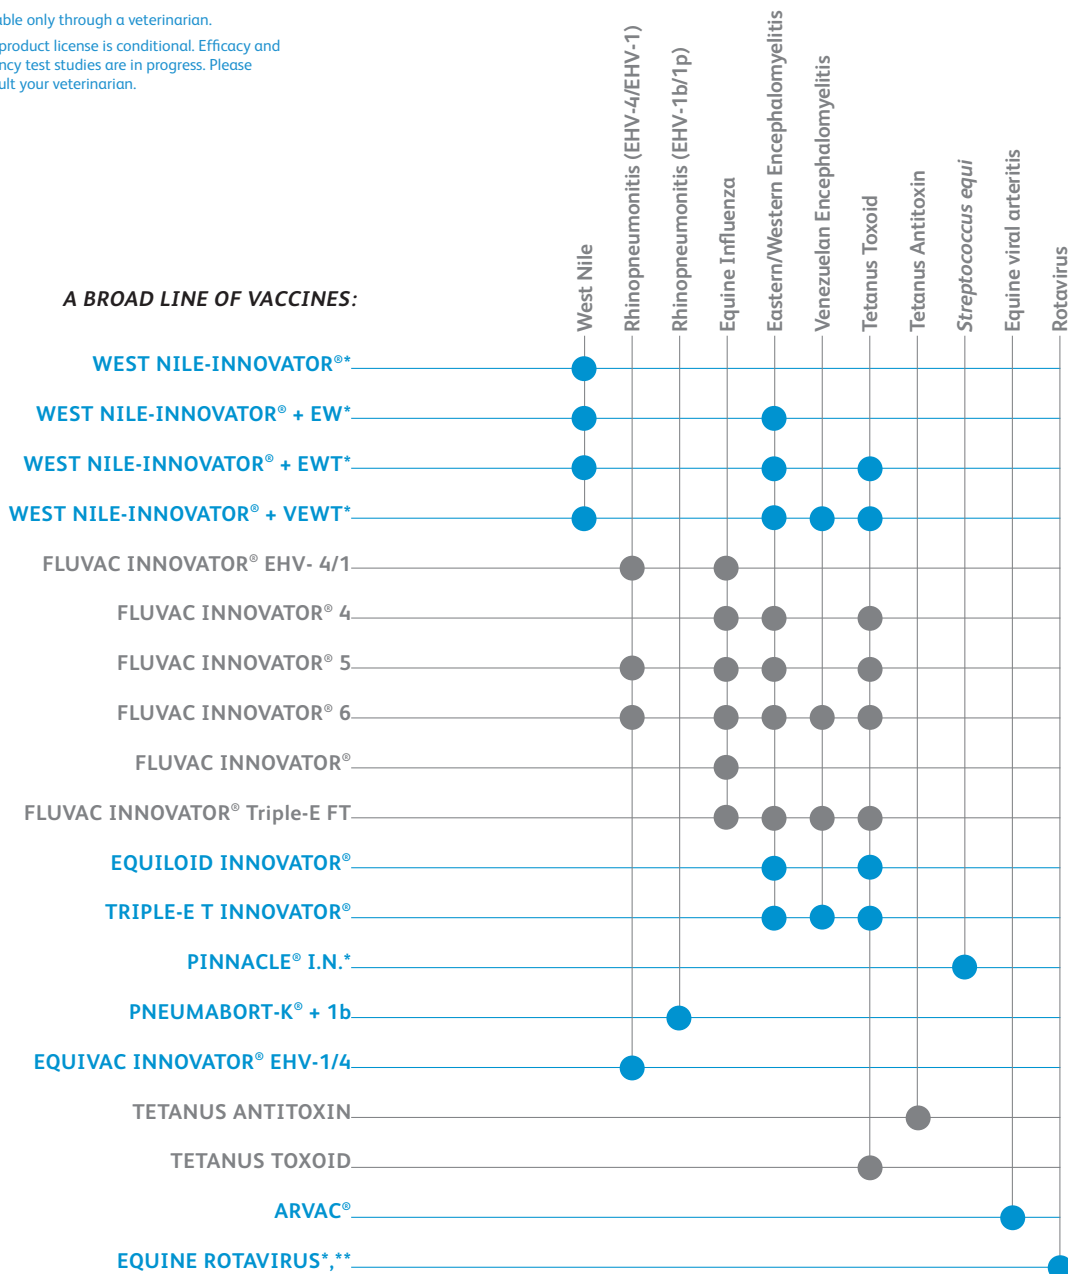 able only through a veterinarian.
product license is conditional. Efficacy and
ncy test studies are in progress. Please
ult your veterinarian.
West Nile
Rhinopneumonitis (EHV-4/EHV-1)
Rhinopneumonitis (EHV-1b/1p)
Equine Influenza
Eastern/Western Encephalomyelitis
Venezuelan Encephalomyelitis
Tetanus Toxoid
Tetanus Antitoxin
Streptococcus equi
Equine viral arteritis
Rotavirus
A BROAD LINE OF VACCINES:
WEST NILE-INNOVATOR®*
WEST NILE-INNOVATOR® + EW*
WEST NILE-INNOVATOR® + EWT*
WEST NILE-INNOVATOR® + VEWT*
FLUVAC INNOVATOR® EHV- 4/1
FLUVAC INNOVATOR® 4
FLUVAC INNOVATOR® 5
FLUVAC INNOVATOR® 6
FLUVAC INNOVATOR®
FLUVAC INNOVATOR® Triple-E FT
EQUILOID INNOVATOR®
TRIPLE-E T INNOVATOR®
PINNACLE® I.N.*
PNEUMABORT-K® + 1b
EQUIVAC INNOVATOR® EHV-1/4
TETANUS ANTITOXIN
TETANUS TOXOID
ARVAC®
EQUINE ROTAVIRUS*,**